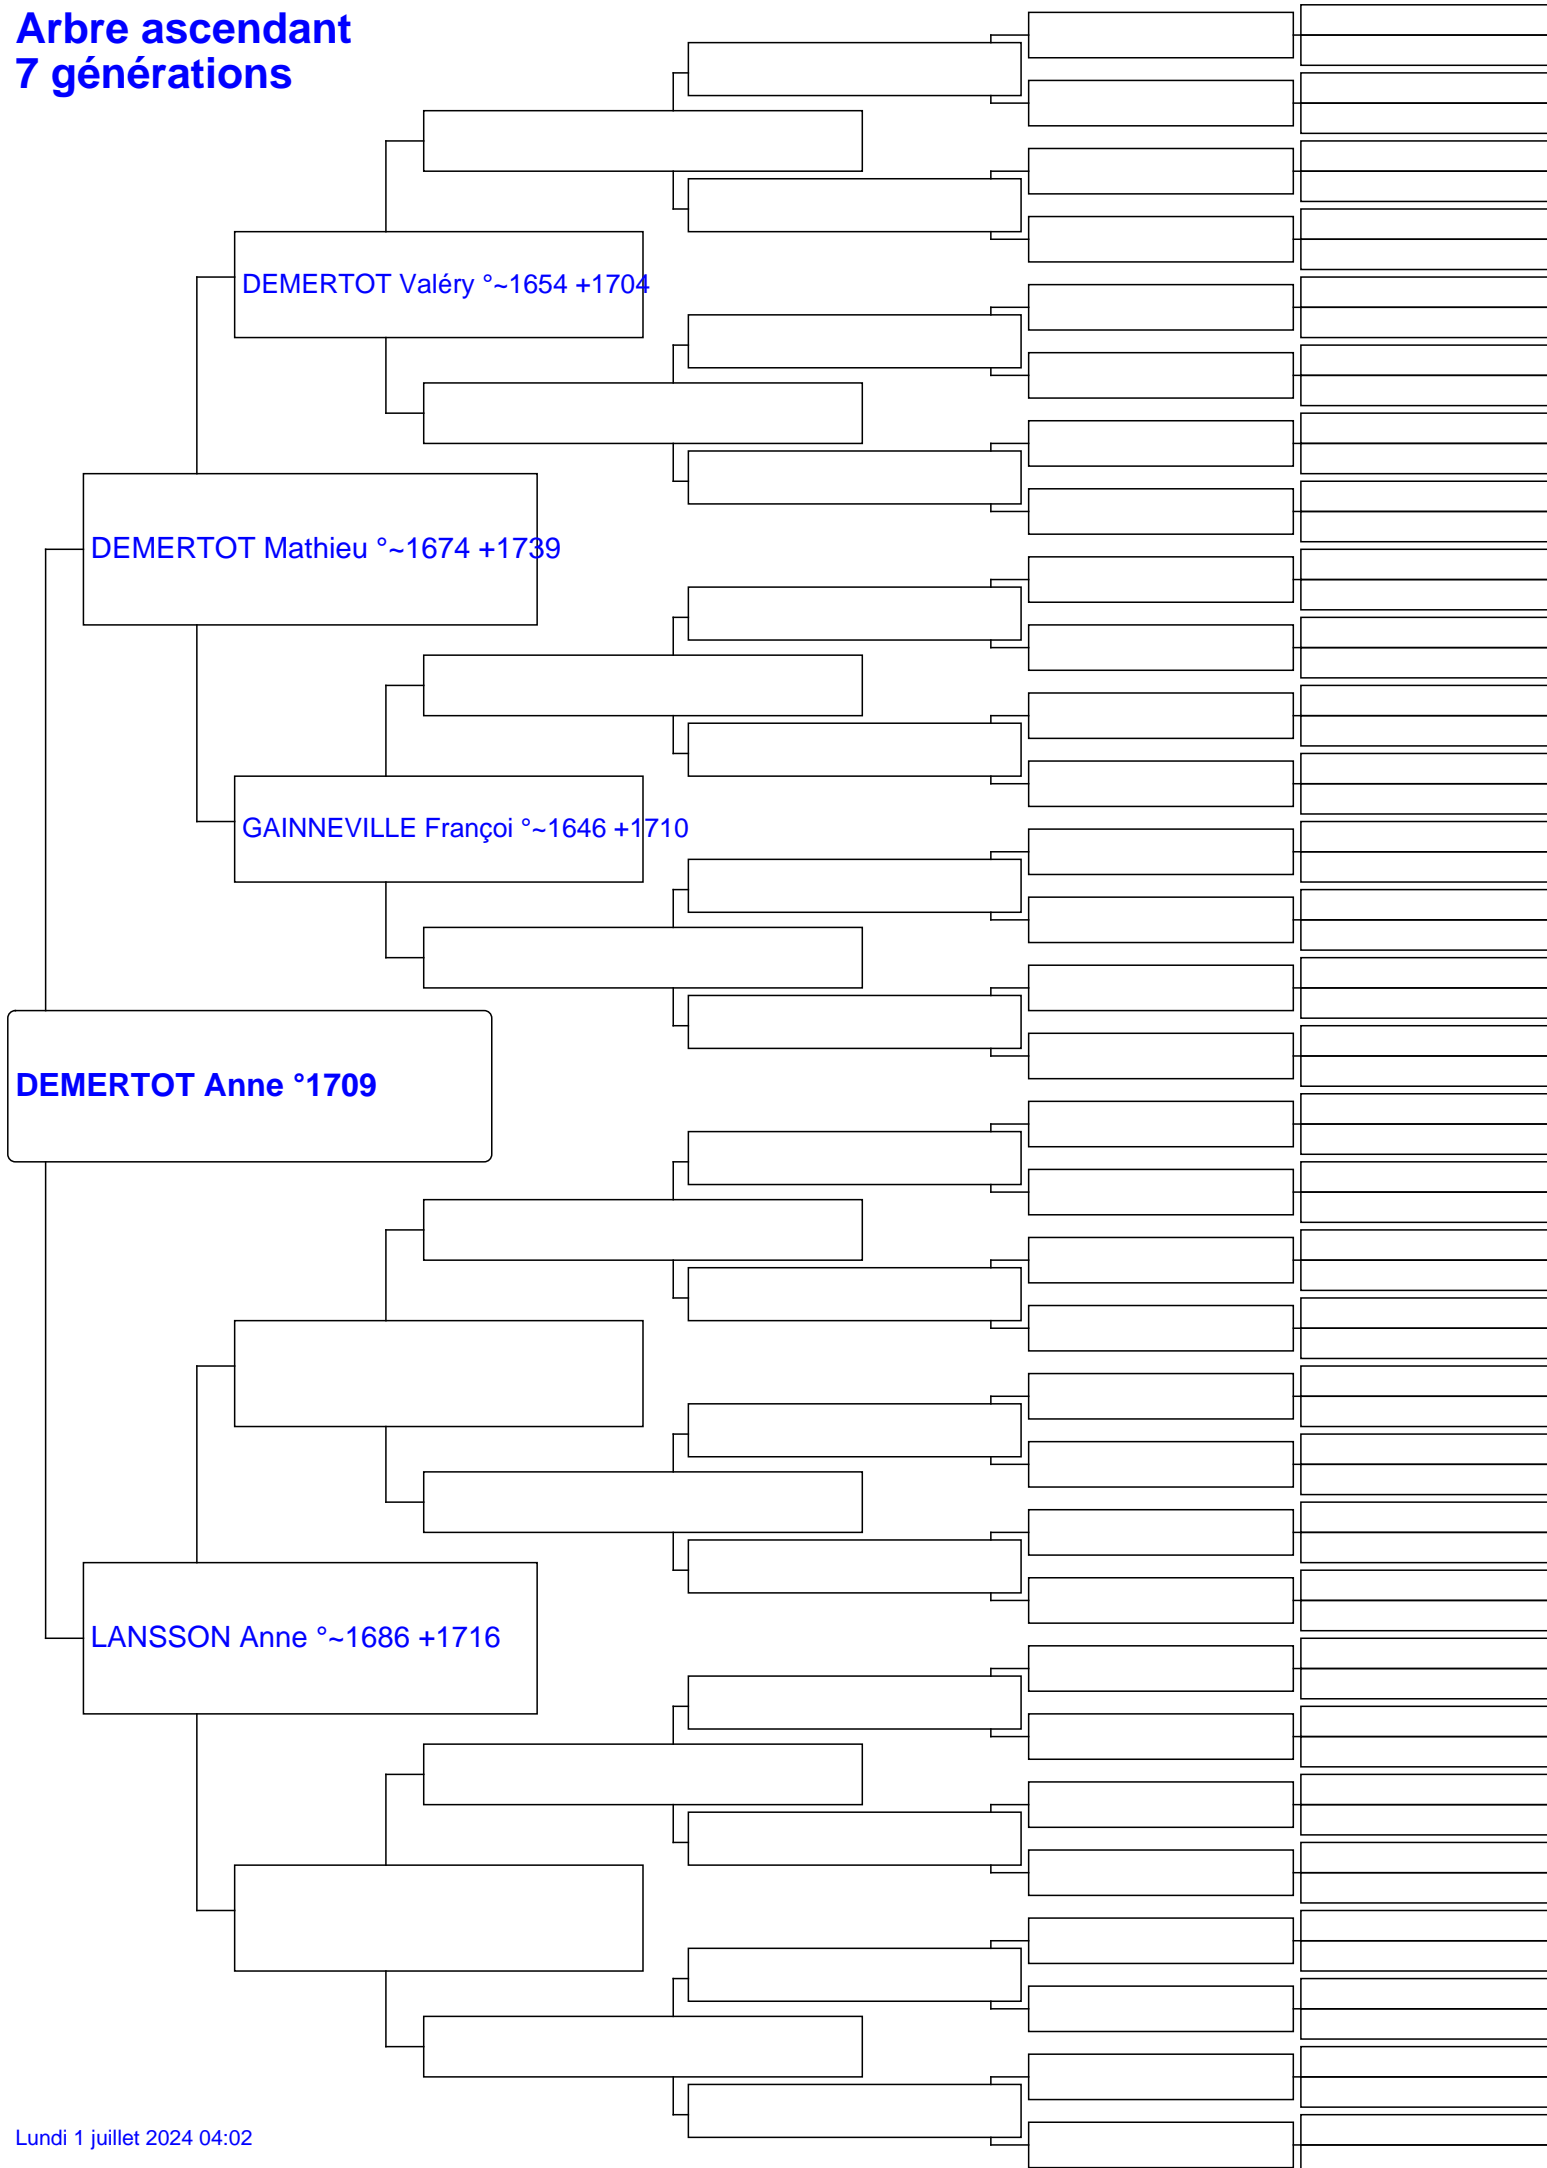 Arbre ascendant
7 générations
DEMERTOT Valéry °~1654 +1704
DEMERTOT Mathieu °~1674 +1739
GAINNEVILLE Françoi °~1646 +1710
DEMERTOT Anne °1709
LANSSON Anne °~1686 +1716
Lundi 1 juillet 2024 04:02